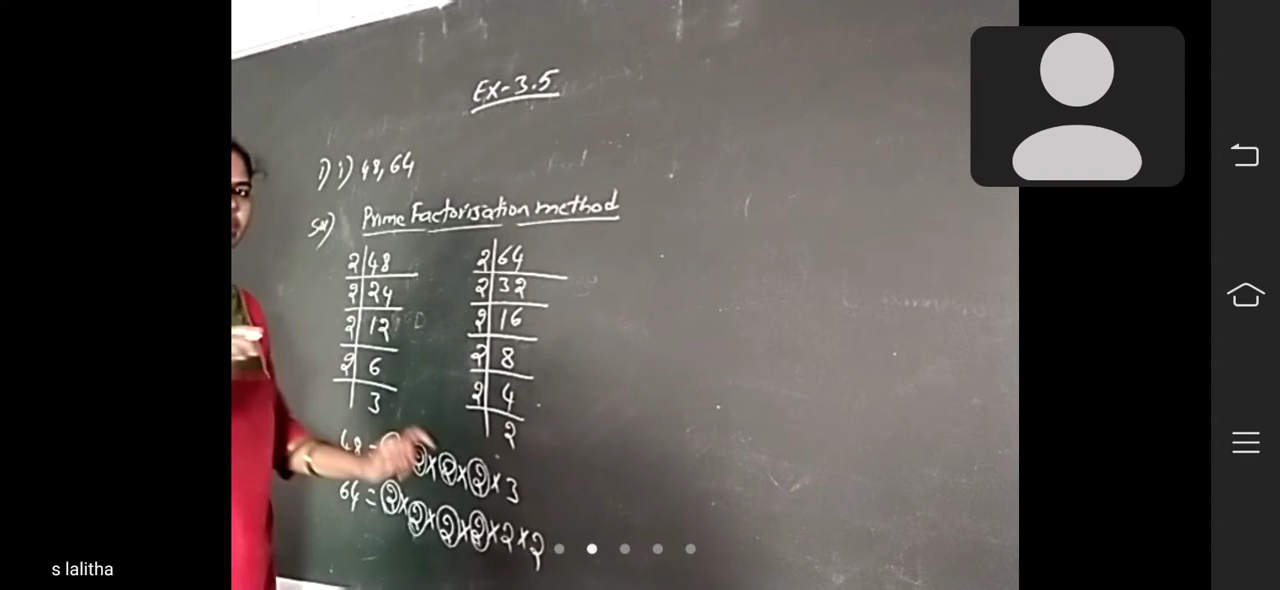 Ex-3.5
1) i) 48, 64
Sol) Prime Factorisation method
2 | 48
2 | 24
2 | 12
2 | 6
3
2 | 64
2 | 32
2 | 16
2 | 8
2 | 4
2
48 = 2 × 2 × 2 × 3
64 = 2 × 2 × 2 × 2 × 2 × 2
s lalitha